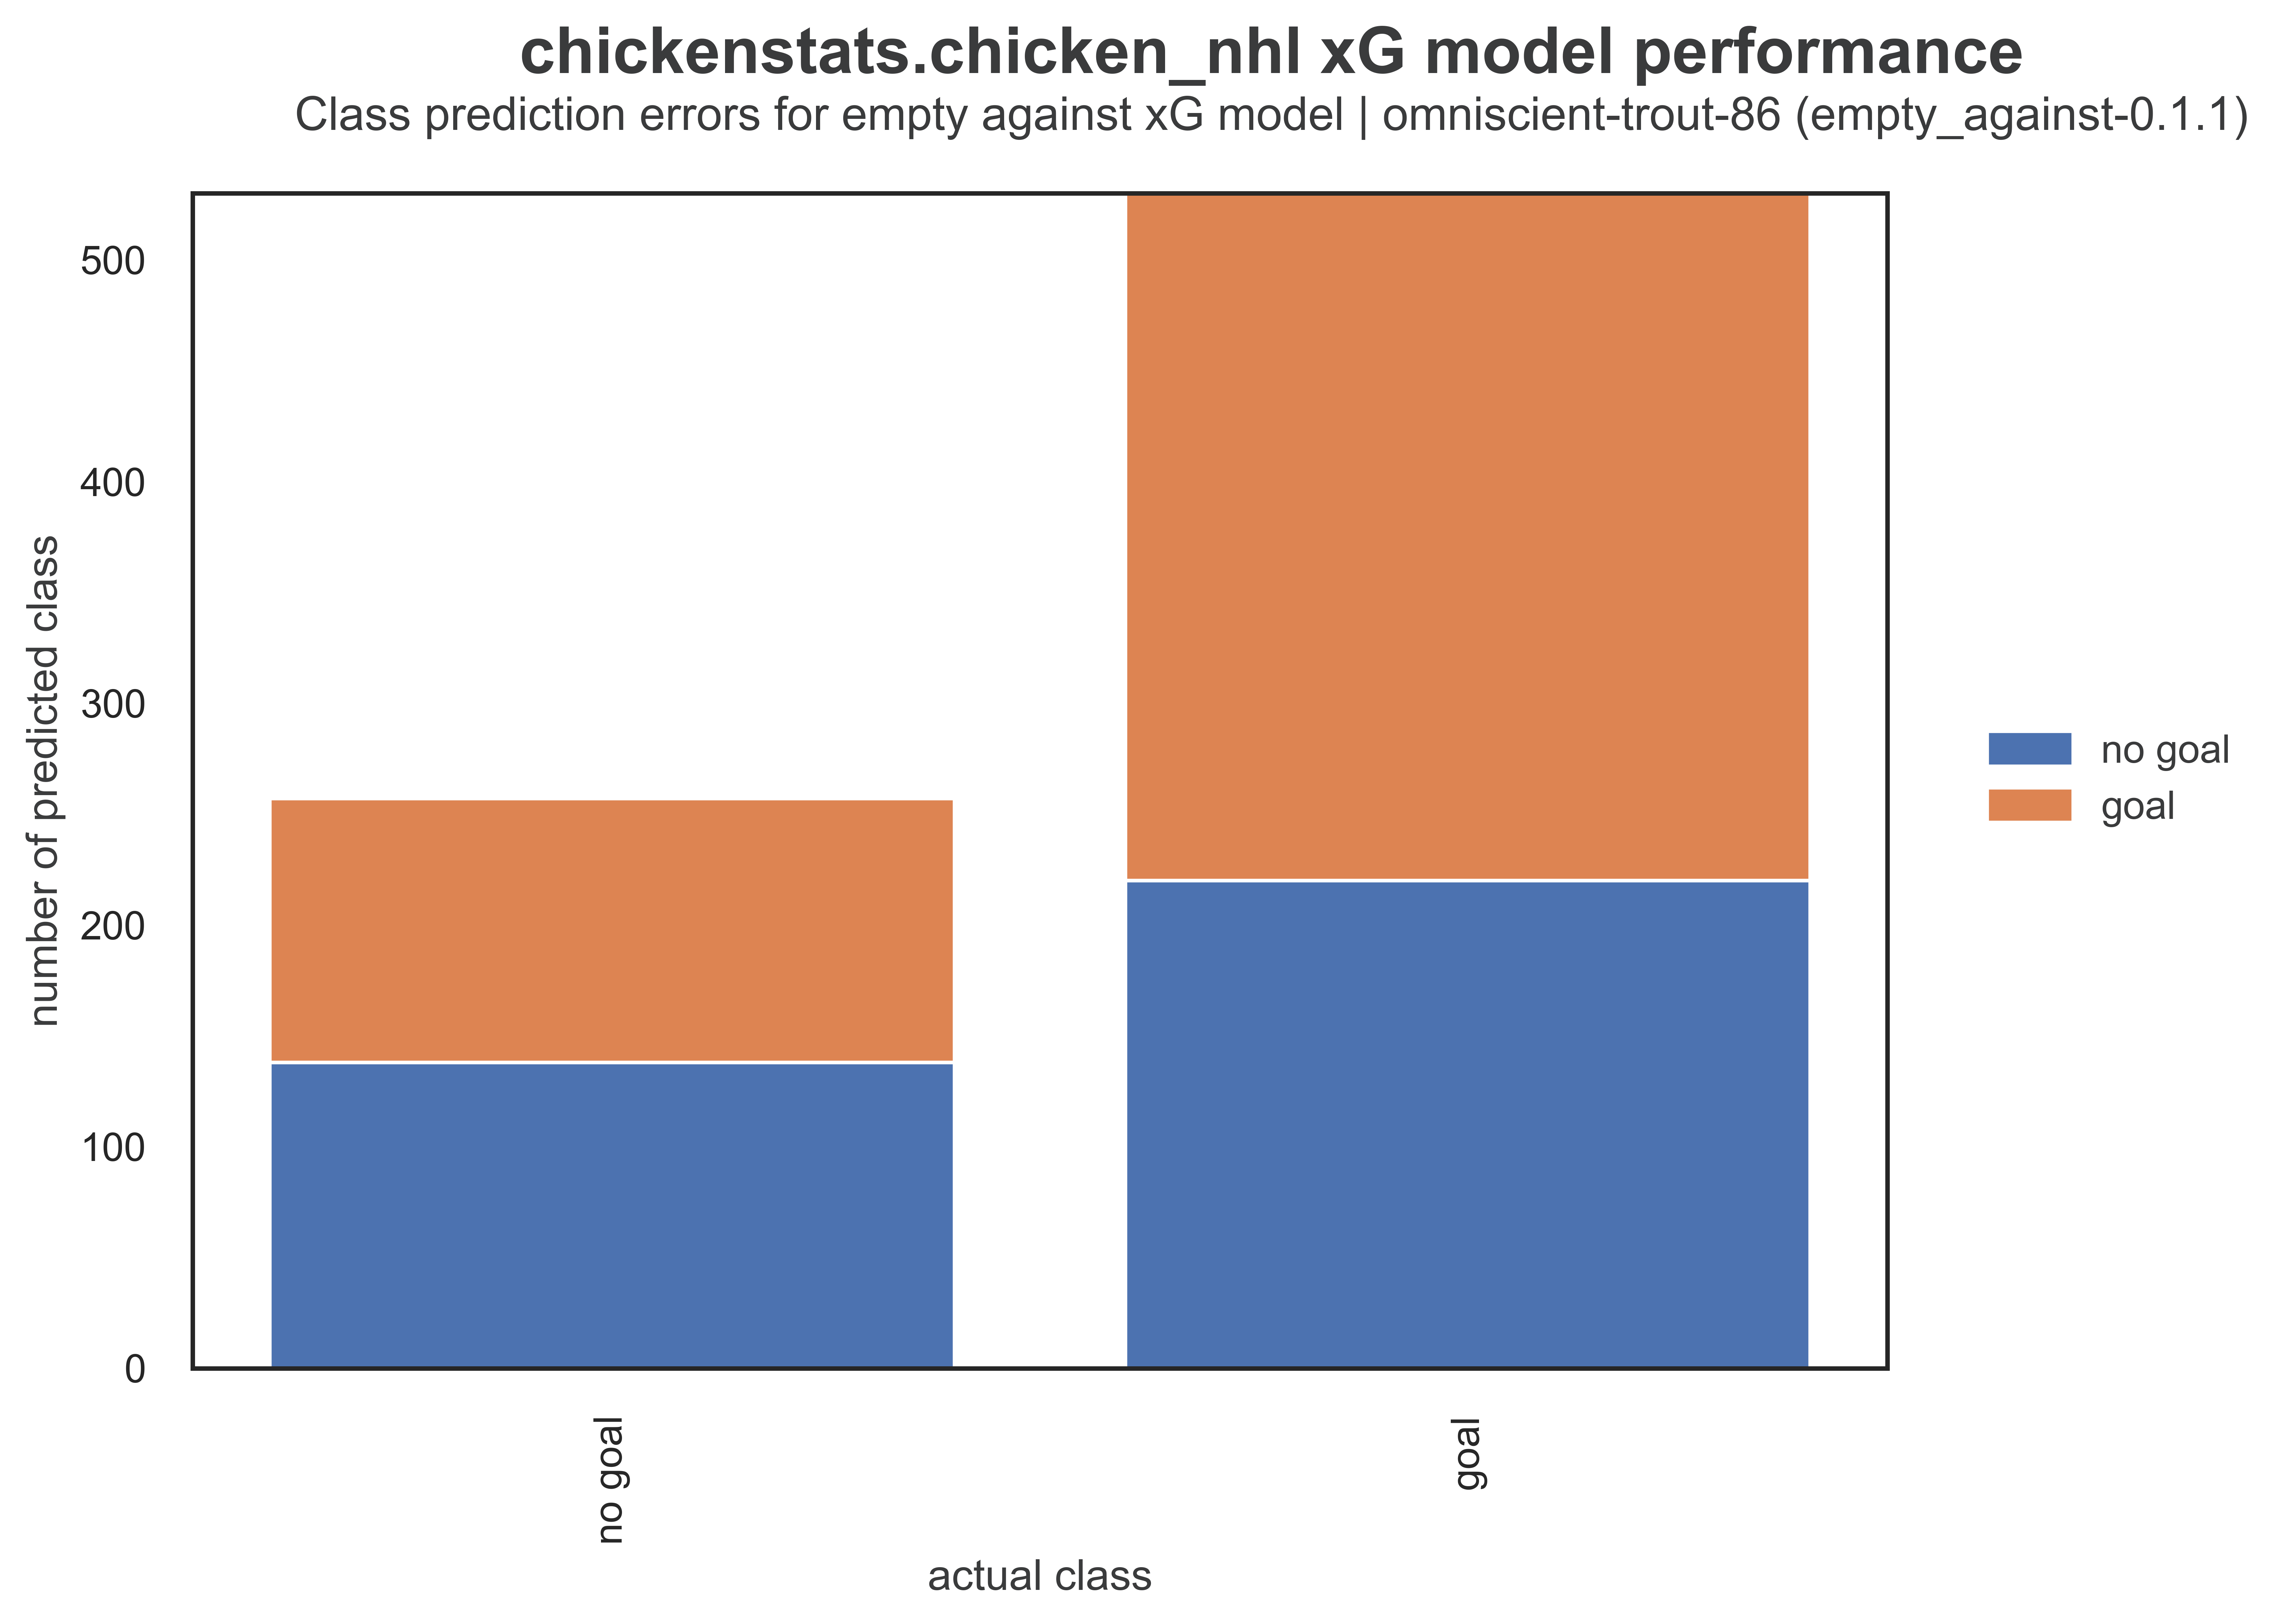 chickenstats.chicken_nhl xG model performance
Class prediction errors for empty against xG model | omniscient-trout-86 (empty_against-0.1.1)
500
400
300
200
100
0
number of predicted class
no goal
goal
no goal
goal
actual class